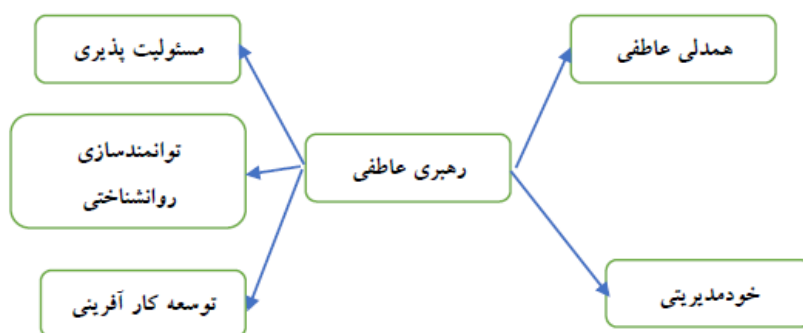 همدلی عاطفی
مسئولیت پذیری
رهبری عاطفی
توانمندسازی
روانشناختی
خودمدیریتی
توسعه کار آفرینی